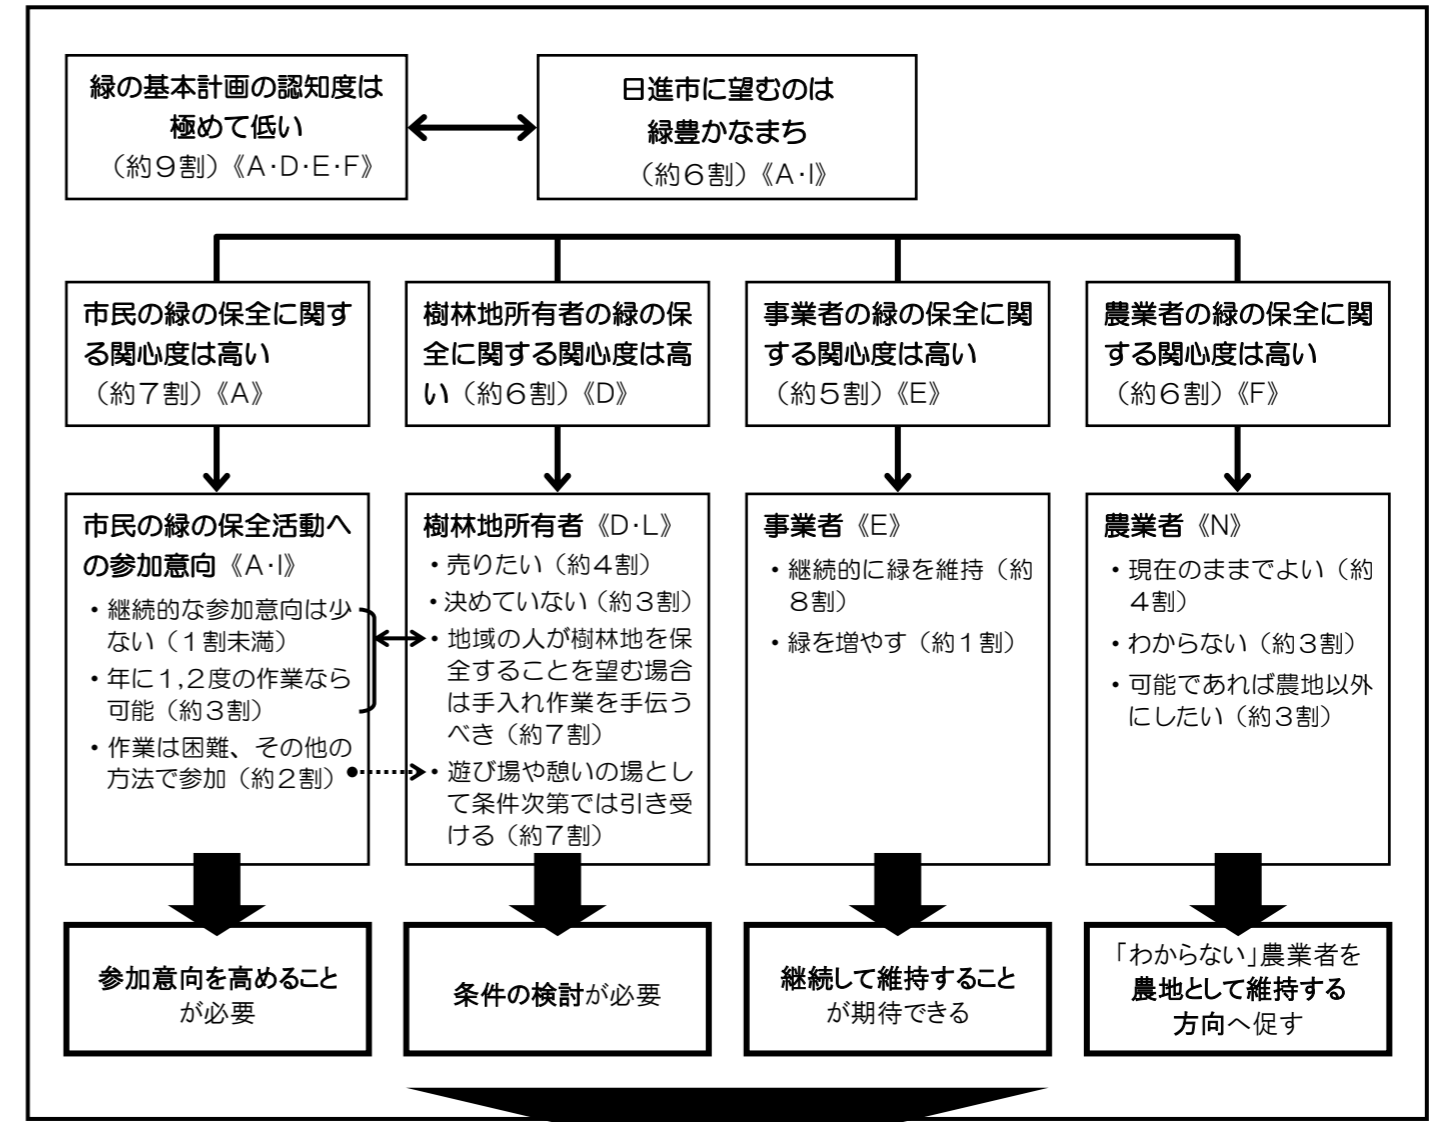 緑の基本計画の認知度は
極めて低い
（約９割）《A･D･E･F》
日進市に望むのは
緑豊かなまち
（約６割）《A･I》
市民の緑の保全に関す
る関心度は高い
（約７割）《A》
樹林地所有者の緑の保
全に関する関心度は高
い（約６割）《D》
事業者の緑の保全に関
する関心度は高い
（約５割）《E》
農業者の緑の保全に関
する関心度は高い
（約６割）《F》
市民の緑の保全活動へ
の参加意向《A･I》
・継続的な参加意向は少
ない（１割未満）
・年に１,２度の作業なら
可能（約３割）
・作業は困難、その他の
方法で参加（約２割）
樹林地所有者《D･L》
・売りたい（約４割）
・決めていない（約３割）
・地域の人が樹林地を保
全することを望む場合
は手入れ作業を手伝う
べき（約７割）
・遊び場や憩いの場とし
て条件次第では引き受
ける（約７割）
事業者《E》
・継続的に緑を維持（約
８割）
・緑を増やす（約１割）
農業者《N》
・現在のままでよい（約
４割）
・わからない（約３割）
・可能であれば農地以外
にしたい（約３割）
参加意向を高めること
が必要
条件の検討が必要
継続して維持すること
が期待できる
「わからない」農業者を
農地として維持する
方向へ促す